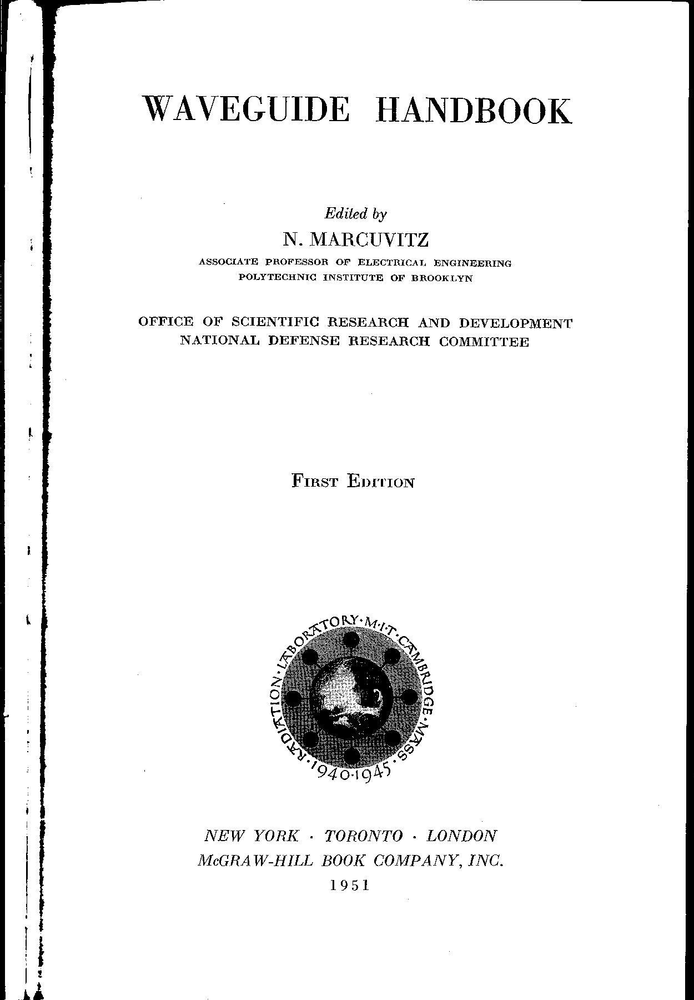 WAVEGUIDE HANDBOOK
Edited by
N. MARCUVITZ
ASSOCIATE PROFESSOR OF ELECTRICAL ENGINEERING
POLYTECHNIC INSTITUTE OF BROOKLYN
OFFICE OF SCIENTIFIC RESEARCH AND DEVELOPMENT
NATIONAL DEFENSE RESEARCH COMMITTEE
FIRST EDITION
RADIATION · LABORATORY · M·I·T · CAMBRIDGE · MASS · 1940·1945 ·
NEW YORK · TORONTO · LONDON
McGRAW-HILL BOOK COMPANY, INC.
1951